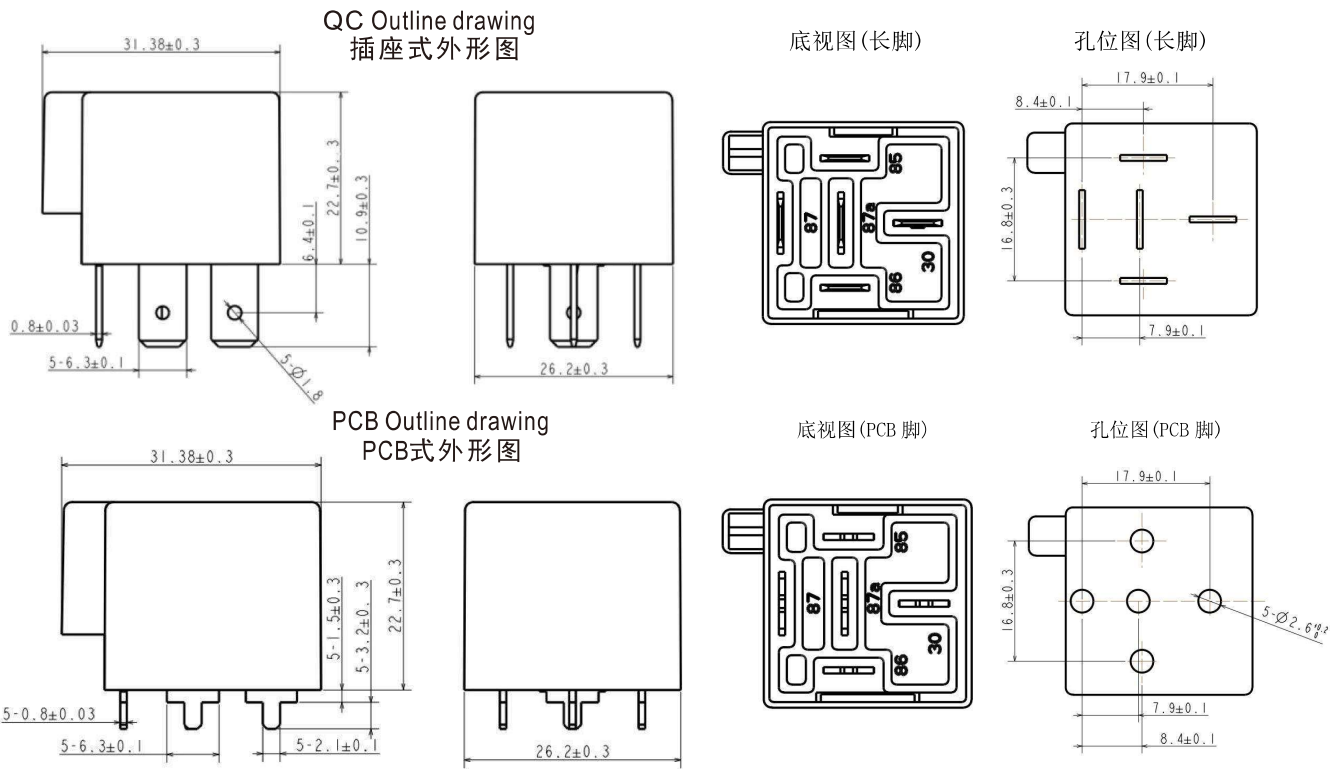 QC Outline drawing
插座式外形图
底视图(长脚)
孔位图(长脚)
31.38±0.3
22.7±0.3
6.4±0.1
10.9±0.3
0.8±0.03
5-6.3±0.1
5-Ø1.8
26.2±0.3
85
87
87a
30
86
17.9±0.1
8.4±0.1
16.8±0.3
7.9±0.1
PCB Outline drawing
PCB式外形图
底视图(PCB 脚)
孔位图(PCB 脚)
31.38±0.3
5-1.5±0.3
5-3.2±0.3
22.7±0.3
5-0.8±0.03
5-6.3±0.1
5-2.1±0.1
26.2±0.3
85
87
87a
30
86
17.9±0.1
16.8±0.3
5-Ø2.6 +0.2 0
7.9±0.1
8.4±0.1